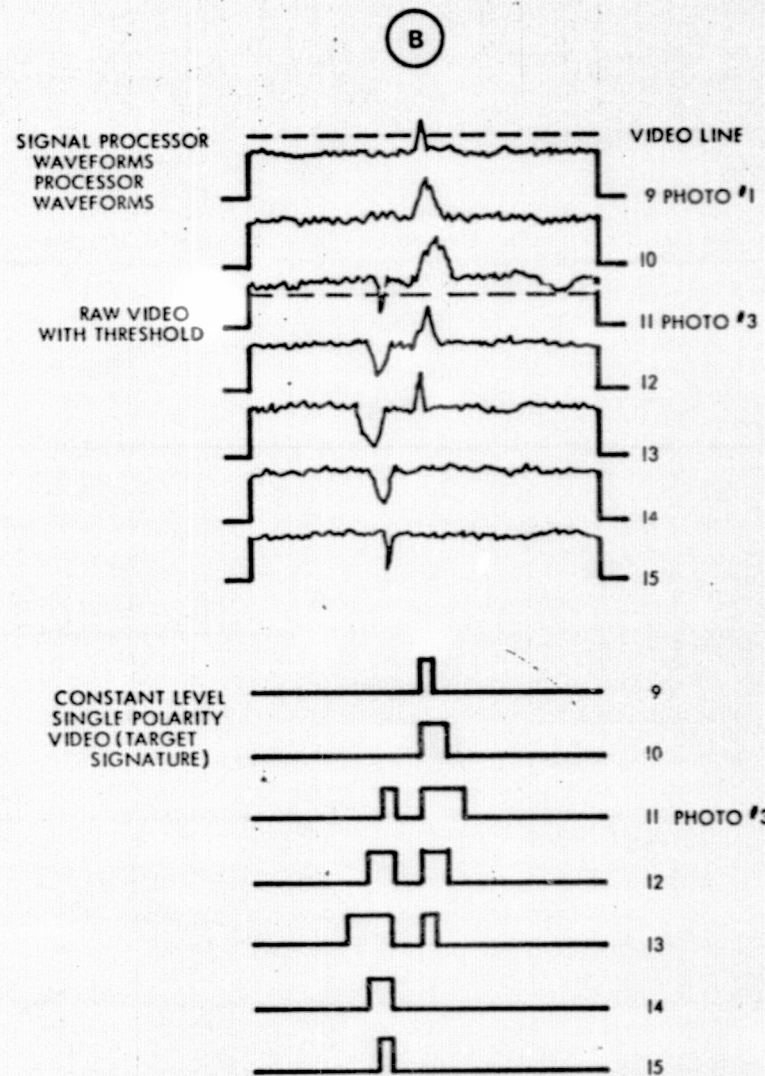 B
SIGNAL PROCESSOR
WAVEFORMS
PROCESSOR
WAVEFORMS
VIDEO LINE
9 PHOTO #1
10
RAW VIDEO
WITH THRESHOLD
11 PHOTO #3
12
13
14
15
CONSTANT LEVEL
SINGLE POLARITY
VIDEO (TARGET
SIGNATURE)
9
10
11 PHOTO #3
12
13
14
15